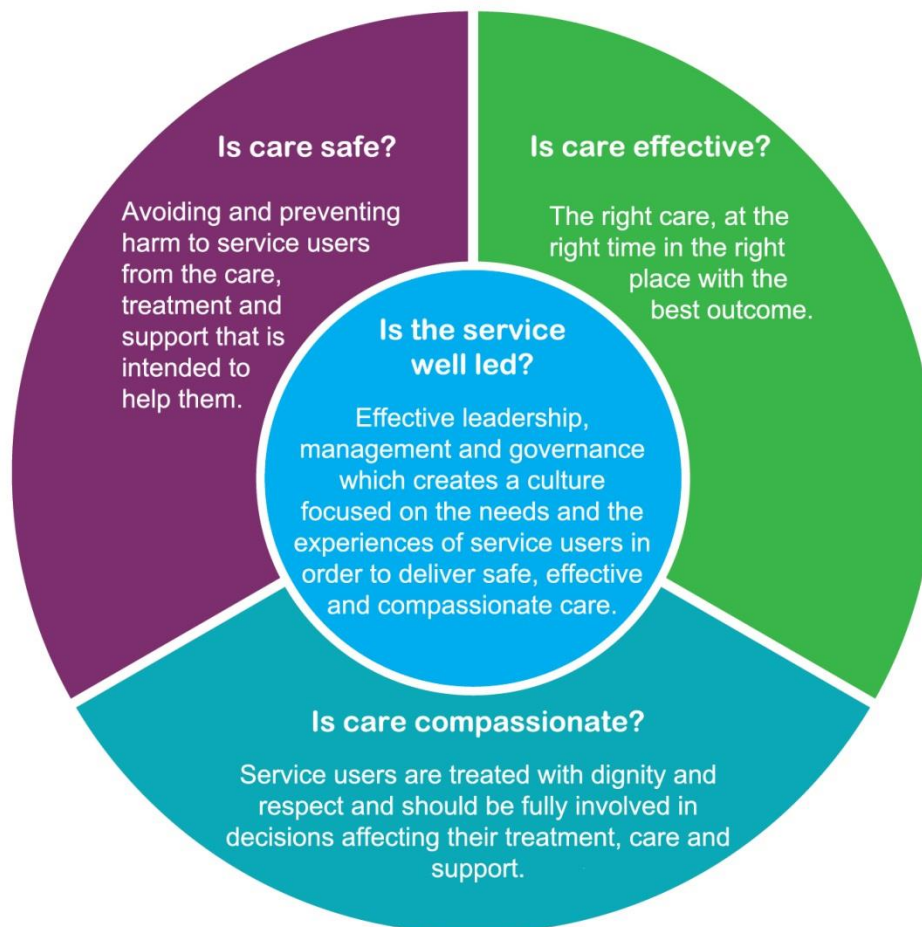 Is care safe?
Avoiding and preventing
harm to service users
from the care,
treatment and
support that is
intended to
help them.
Is care effective?
The right care, at the
right time in the right
place with the
best outcome.
Is the service
well led?
Effective leadership,
management and governance
which creates a culture
focused on the needs and the
experiences of service users in
order to deliver safe, effective
and compassionate care.
Is care compassionate?
Service users are treated with dignity and
respect and should be fully involved in
decisions affecting their treatment, care and
support.